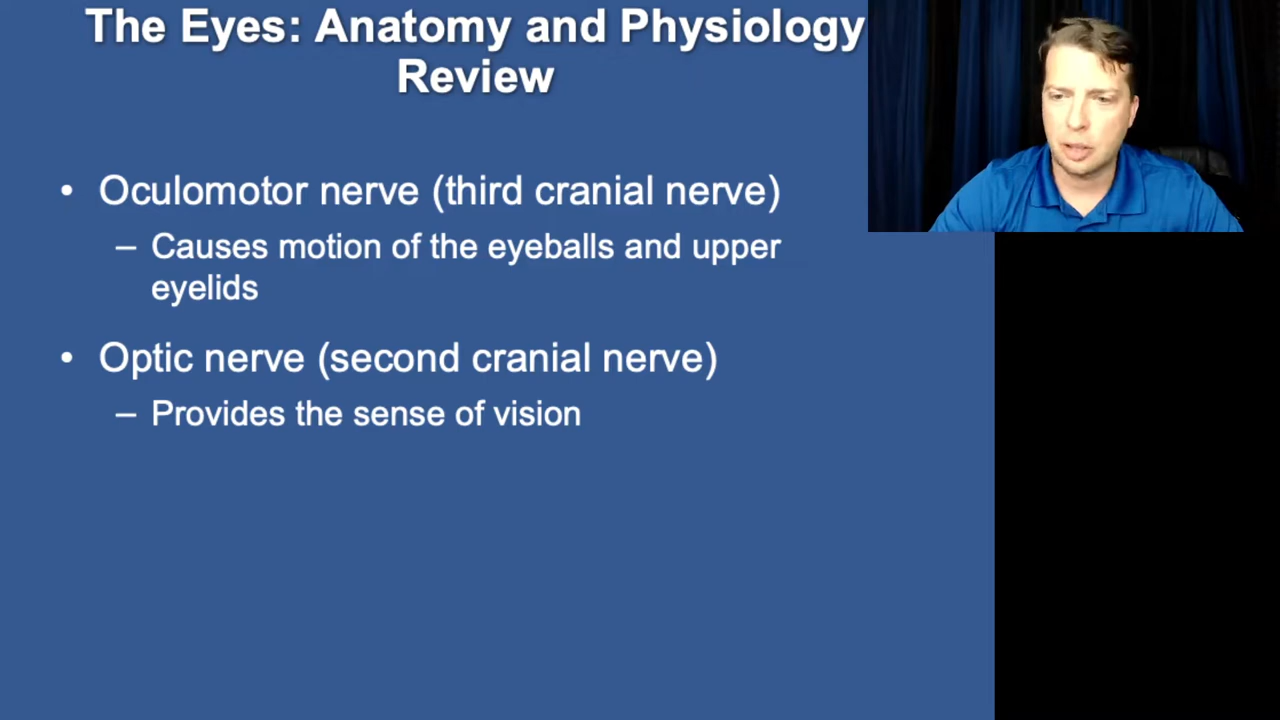 The Eyes: Anatomy and Physiology
Review
• Oculomotor nerve (third cranial nerve)
– Causes motion of the eyeballs and upper
eyelids
• Optic nerve (second cranial nerve)
– Provides the sense of vision